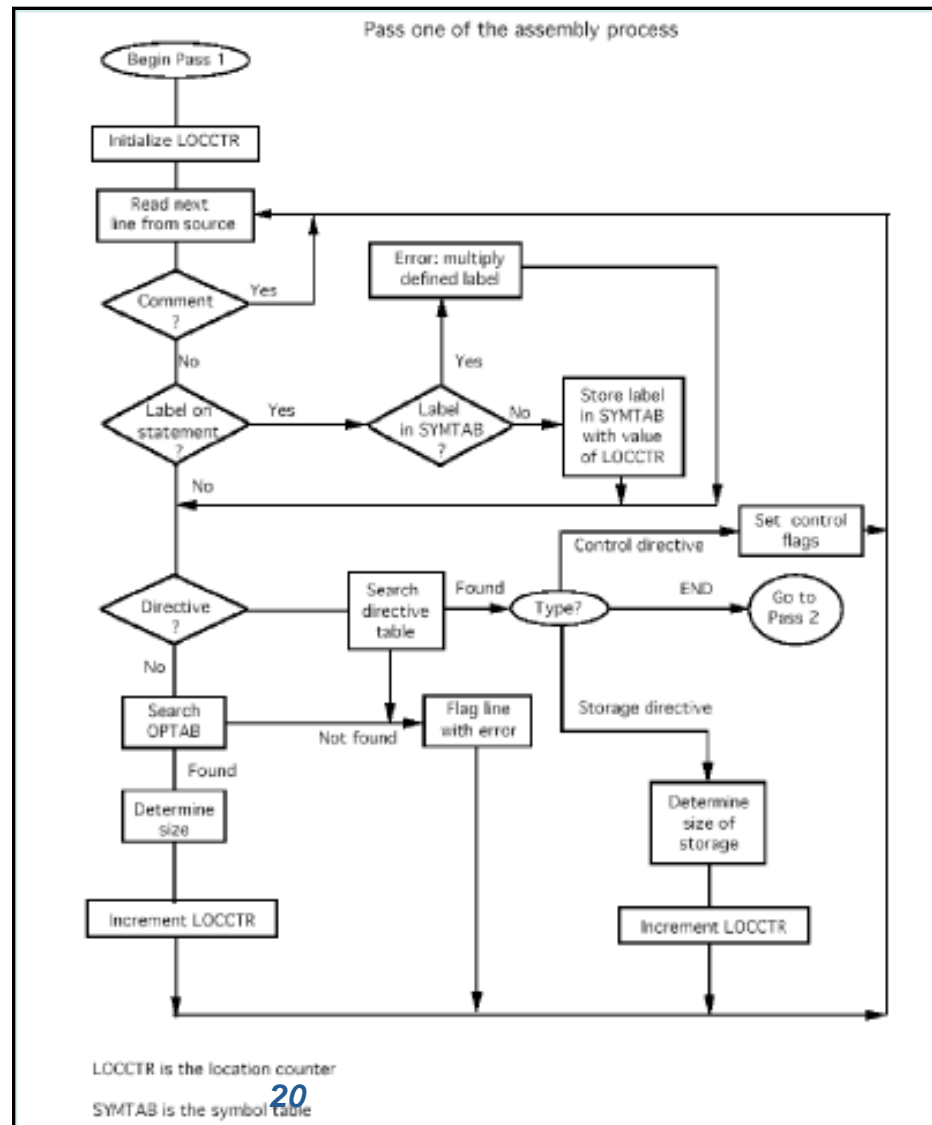 Pass one of the assembly process
Begin Pass 1
Initialize LOCCTR
Read next
line from source
Comment
?
Yes
No
Error: multiply
defined label
Yes
Label on
statement
?
Yes
Label
in SYMTAB
?
No
Store label
in SYMTAB
with value
of LOCCTR
No
Set control
flags
Control directive
Directive
?
Search
directive
table
Found
Type?
END
Go to
Pass 2
No
Search
OPTAB
Not found
Flag line
with error
Storage directive
Found
Determine
size
Determine
size of
storage
Increment LOCCTR
Increment LOCCTR
LOCCTR is the location counter
20
SYMTAB is the symbol table